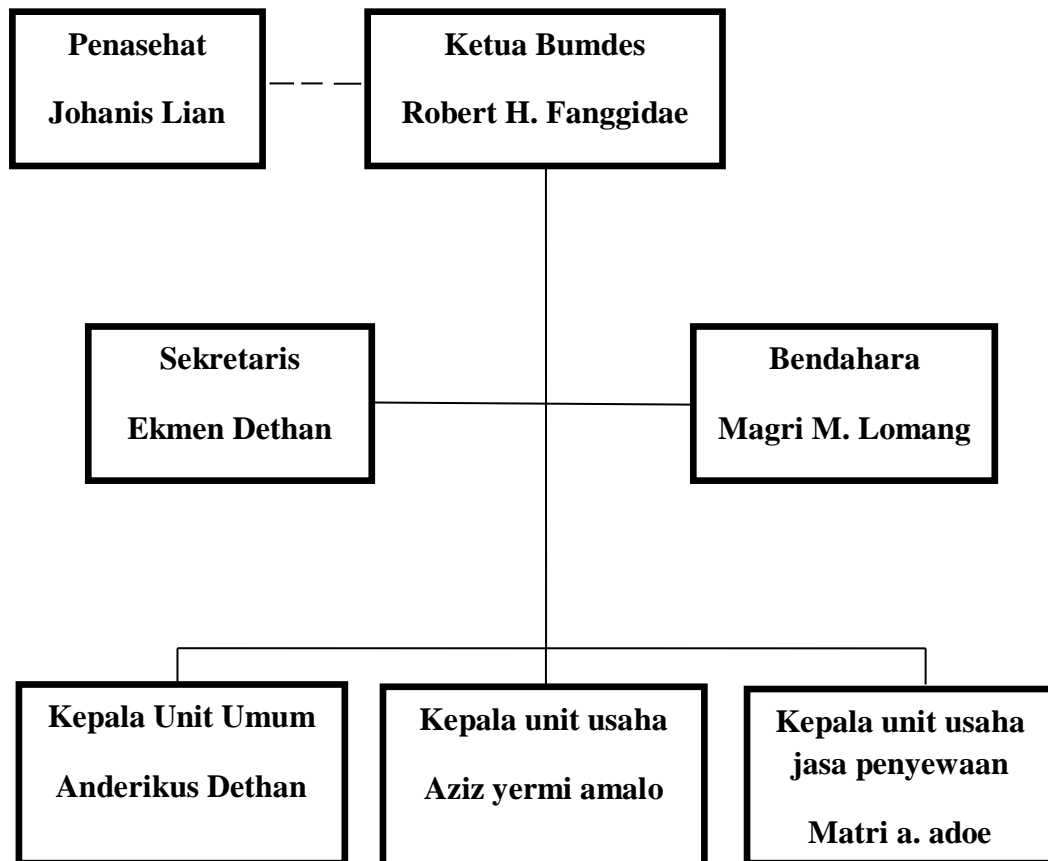 Penasehat
Johanis Lian
Ketua Bumdes
Robert H. Fanggidae
Sekretaris
Ekmen Dethan
Bendahara
Magri M. Lomang
Kepala Unit Umum
Anderikus Dethan
Kepala unit usaha
Aziz yermi amalo
Kepala unit usaha
jasa penyewaan
Matri a. adoe